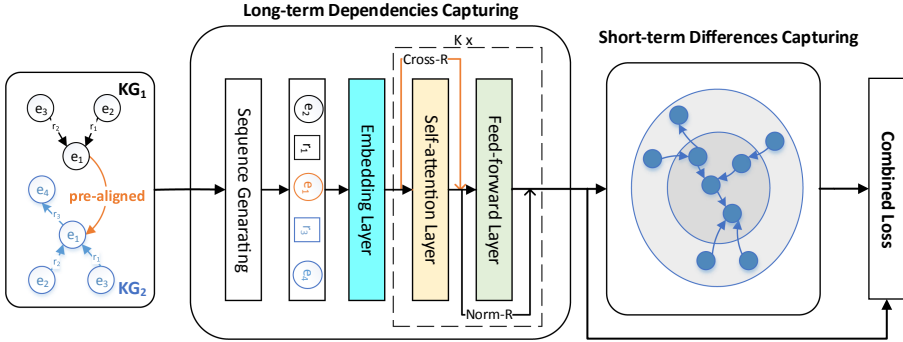 Long-term Dependencies Capturing
Short-term Differences Capturing
K x
Cross-R
KG1
e3
e2
r2
r1
e1
e4
pre-aligned
r3
e1
r2
r1
e2
e3
KG2
Sequence Genarating
e2
r1
e1
r3
e4
Embedding Layer
Self-attention Layer
Feed-forward Layer
Norm-R
Combined Loss